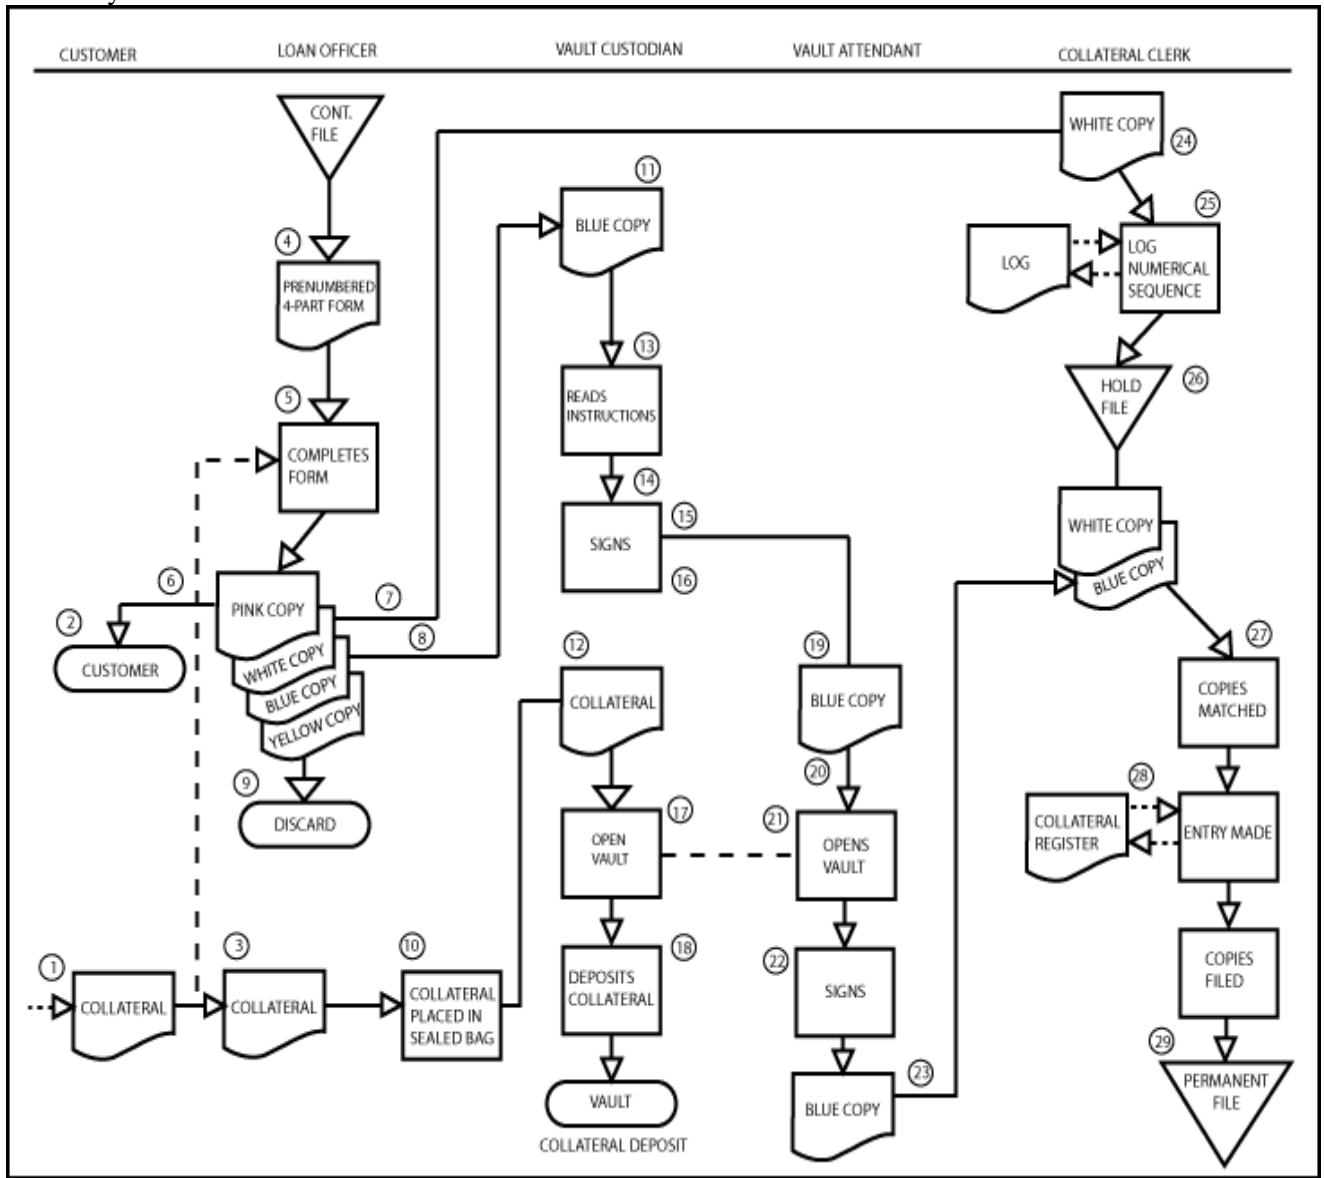 CUSTOMER
LOAN OFFICER
VAULT CUSTODIAN
VAULT ATTENDANT
COLLATERAL CLERK
CONT.
FILE
4
PRENUMBERED
4-PART FORM
5
COMPLETES
FORM
6
2
CUSTOMER
PINK COPY
WHITE COPY
BLUE COPY
YELLOW COPY
7
8
9
DISCARD
1
COLLATERAL
3
COLLATERAL
10
COLLATERAL
PLACED IN
SEALED BAG
11
BLUE COPY
13
READS
INSTRUCTIONS
14
SIGNS
15
16
12
COLLATERAL
17
OPEN
VAULT
18
DEPOSITS
COLLATERAL
VAULT
COLLATERAL DEPOSIT
19
BLUE COPY
20
21
OPENS
VAULT
22
SIGNS
BLUE COPY
23
WHITE COPY
24
25
LOG
LOG
NUMERICAL
SEQUENCE
HOLD
FILE
26
WHITE COPY
BLUE COPY
27
COPIES
MATCHED
28
COLLATERAL
REGISTER
ENTRY MADE
COPIES
FILED
29
PERMANENT
FILE